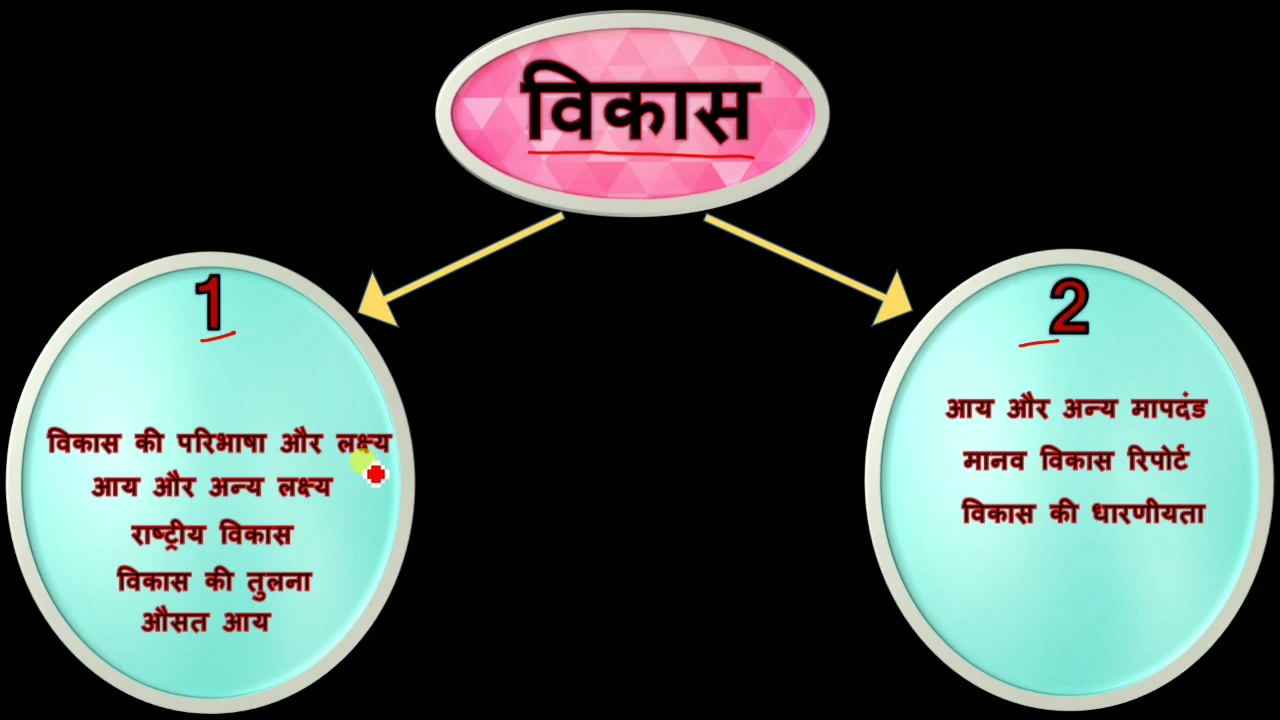 विकास
1
विकास की परिभाषा और लक्ष्य
आय और अन्य लक्ष्य
राष्ट्रीय विकास
विकास की तुलना
औसत आय
2
आय और अन्य मापदंड
मानव विकास रिपोर्ट
विकास की धारणीयता